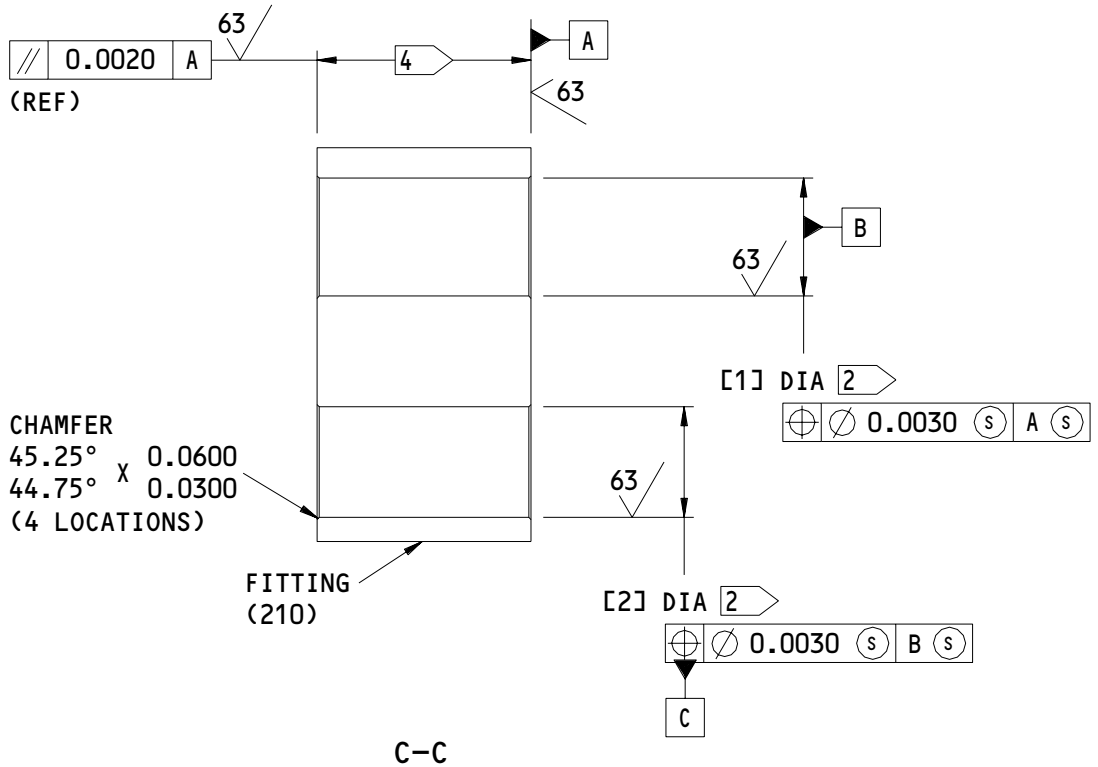 63
// 0.0020 A
(REF)
4
A
63
B
63
[1] DIA 2
⌖ ⌀ 0.0030 Ⓢ A Ⓢ
CHAMFER
45.25° X 0.0600
44.75° 0.0300
(4 LOCATIONS)
63
FITTING
(210)
[2] DIA 2
⌖ ⌀ 0.0030 Ⓢ B Ⓢ
C
C-C